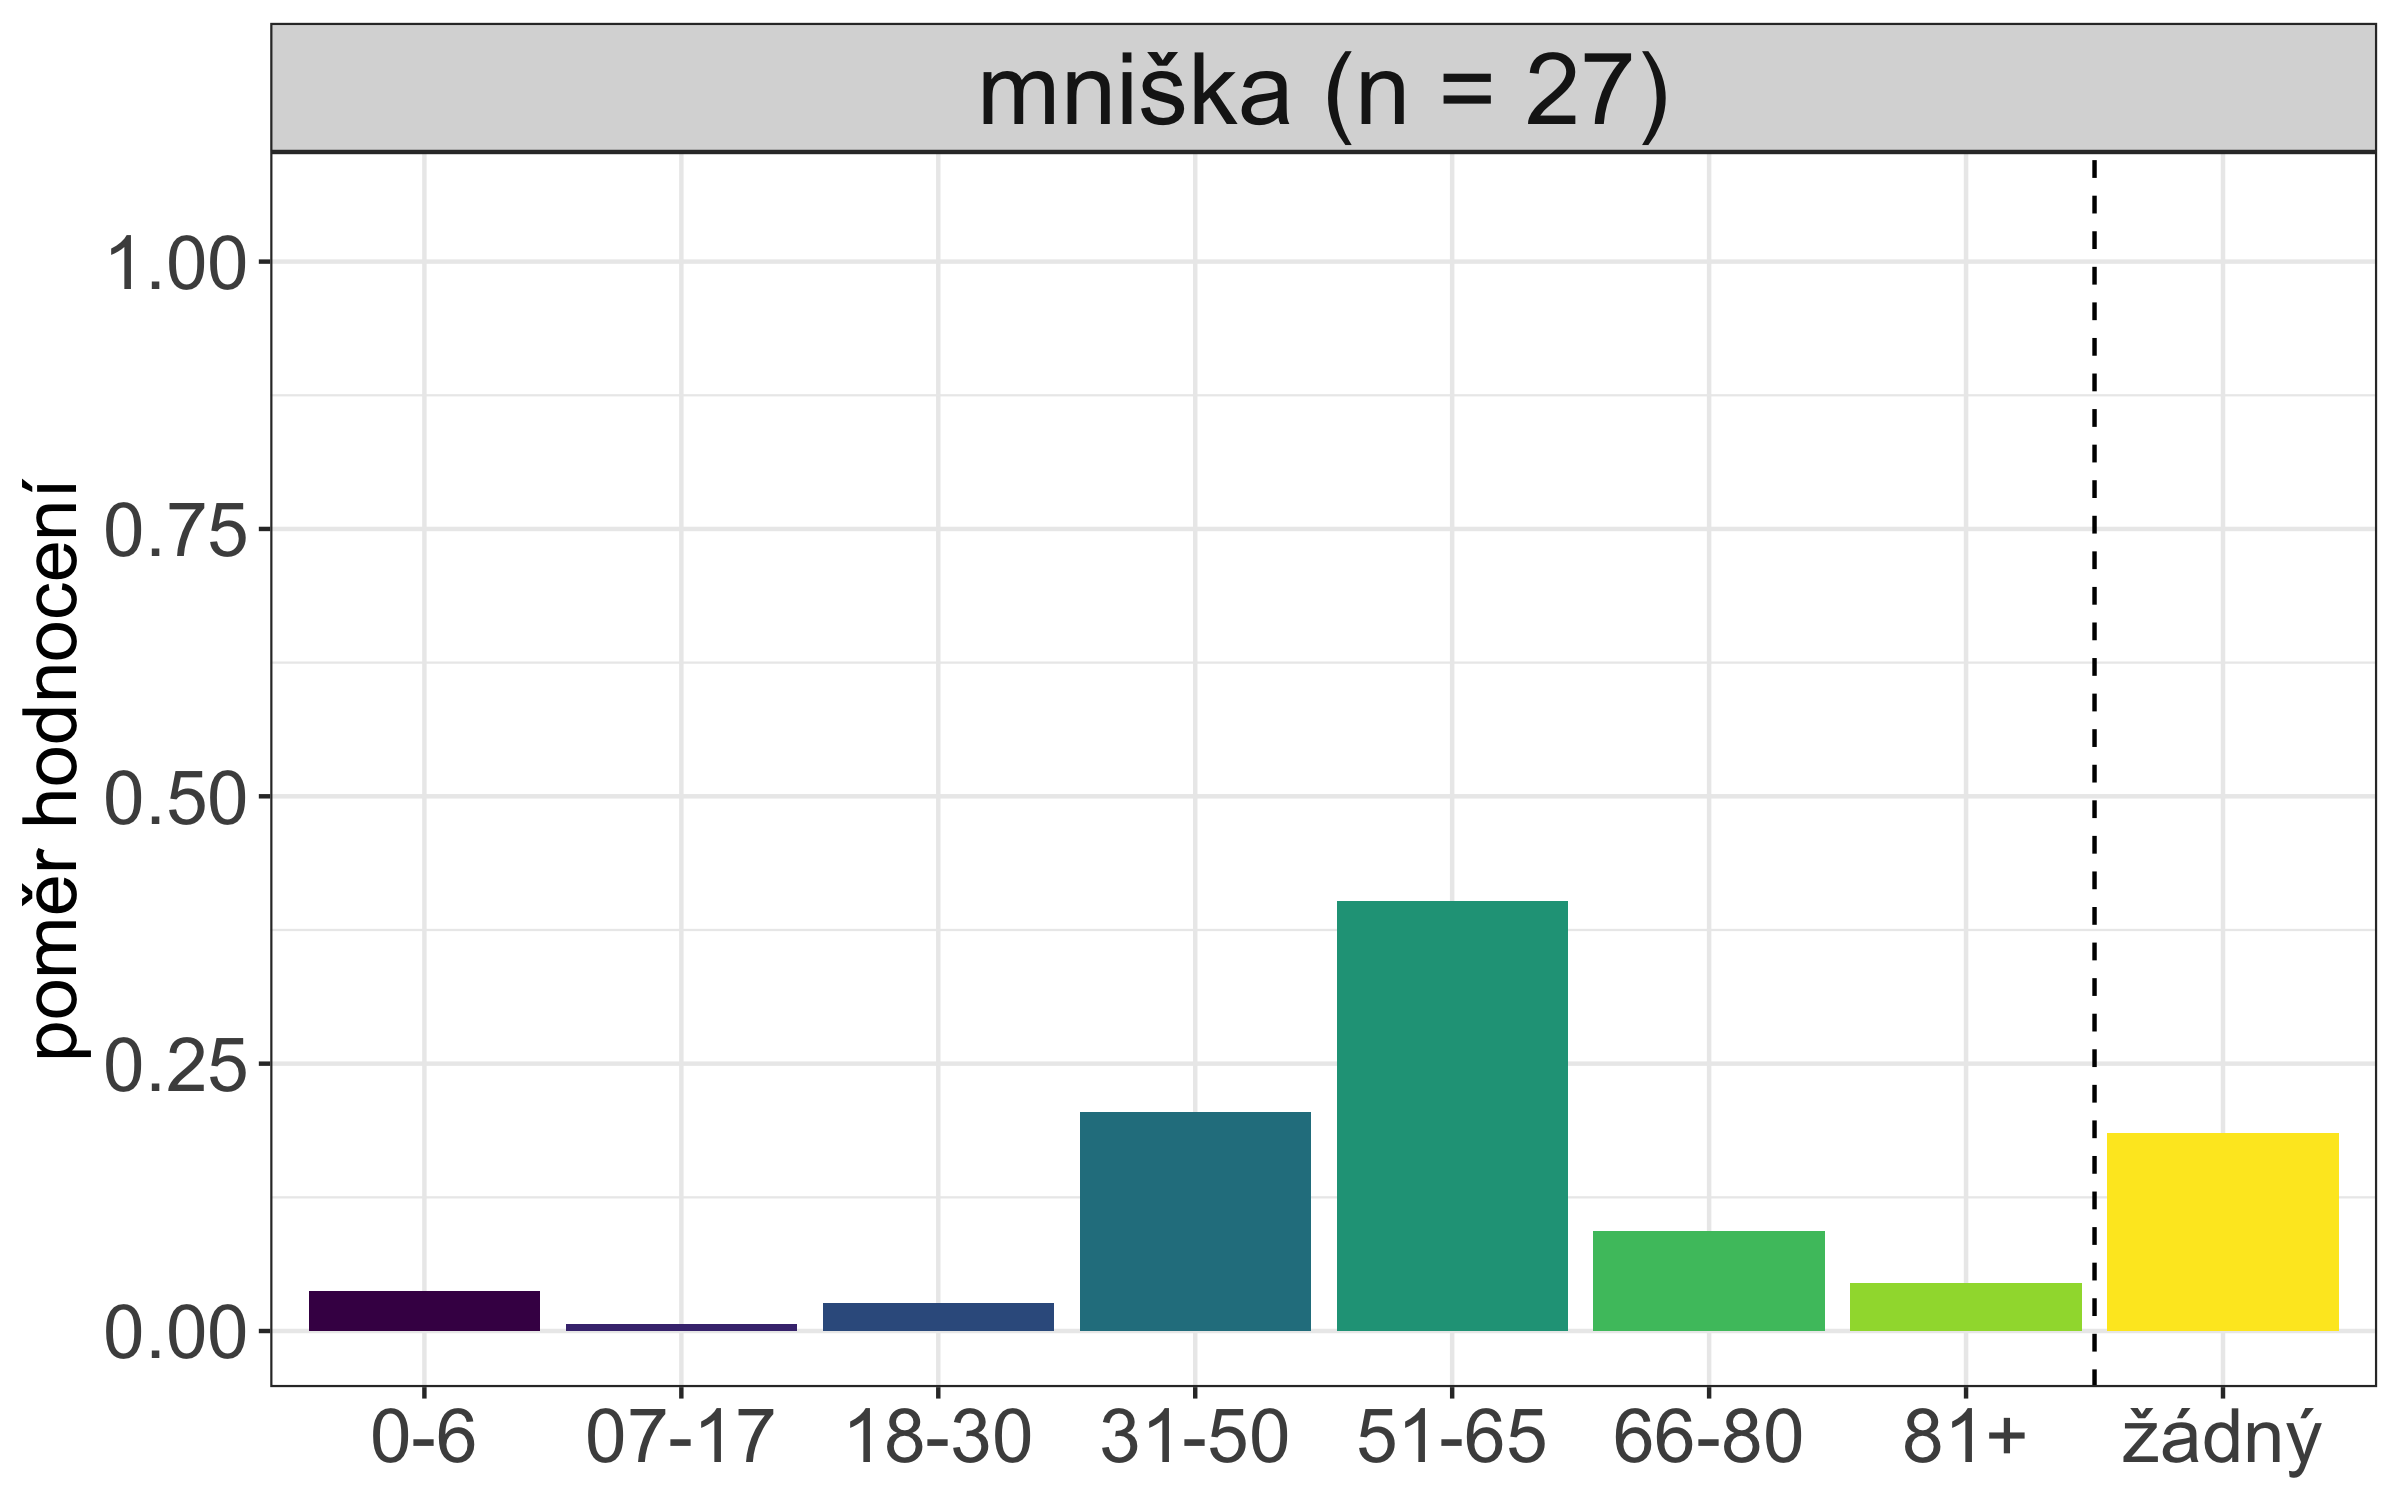 mniška (n = 27)
poměr hodnocení
1.00
0.75
0.50
0.25
0.00
0-6 07-17 18-30 31-50 51-65 66-80 81+ žádný